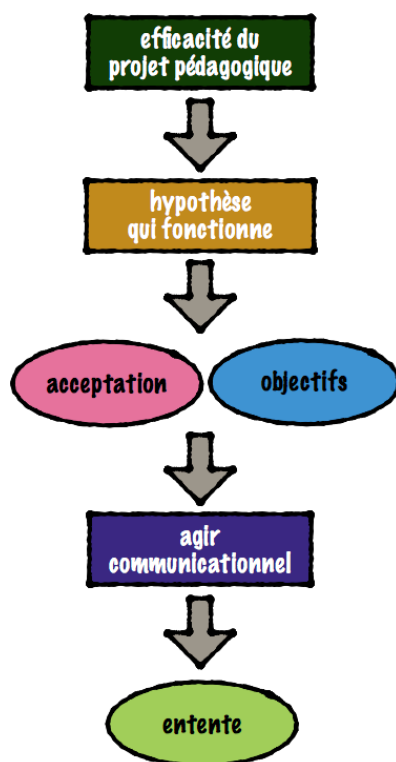 efficacité du
projet pédagogique
hypothèse
qui fonctionne
acceptation
objectifs
agir
communicationnel
entente